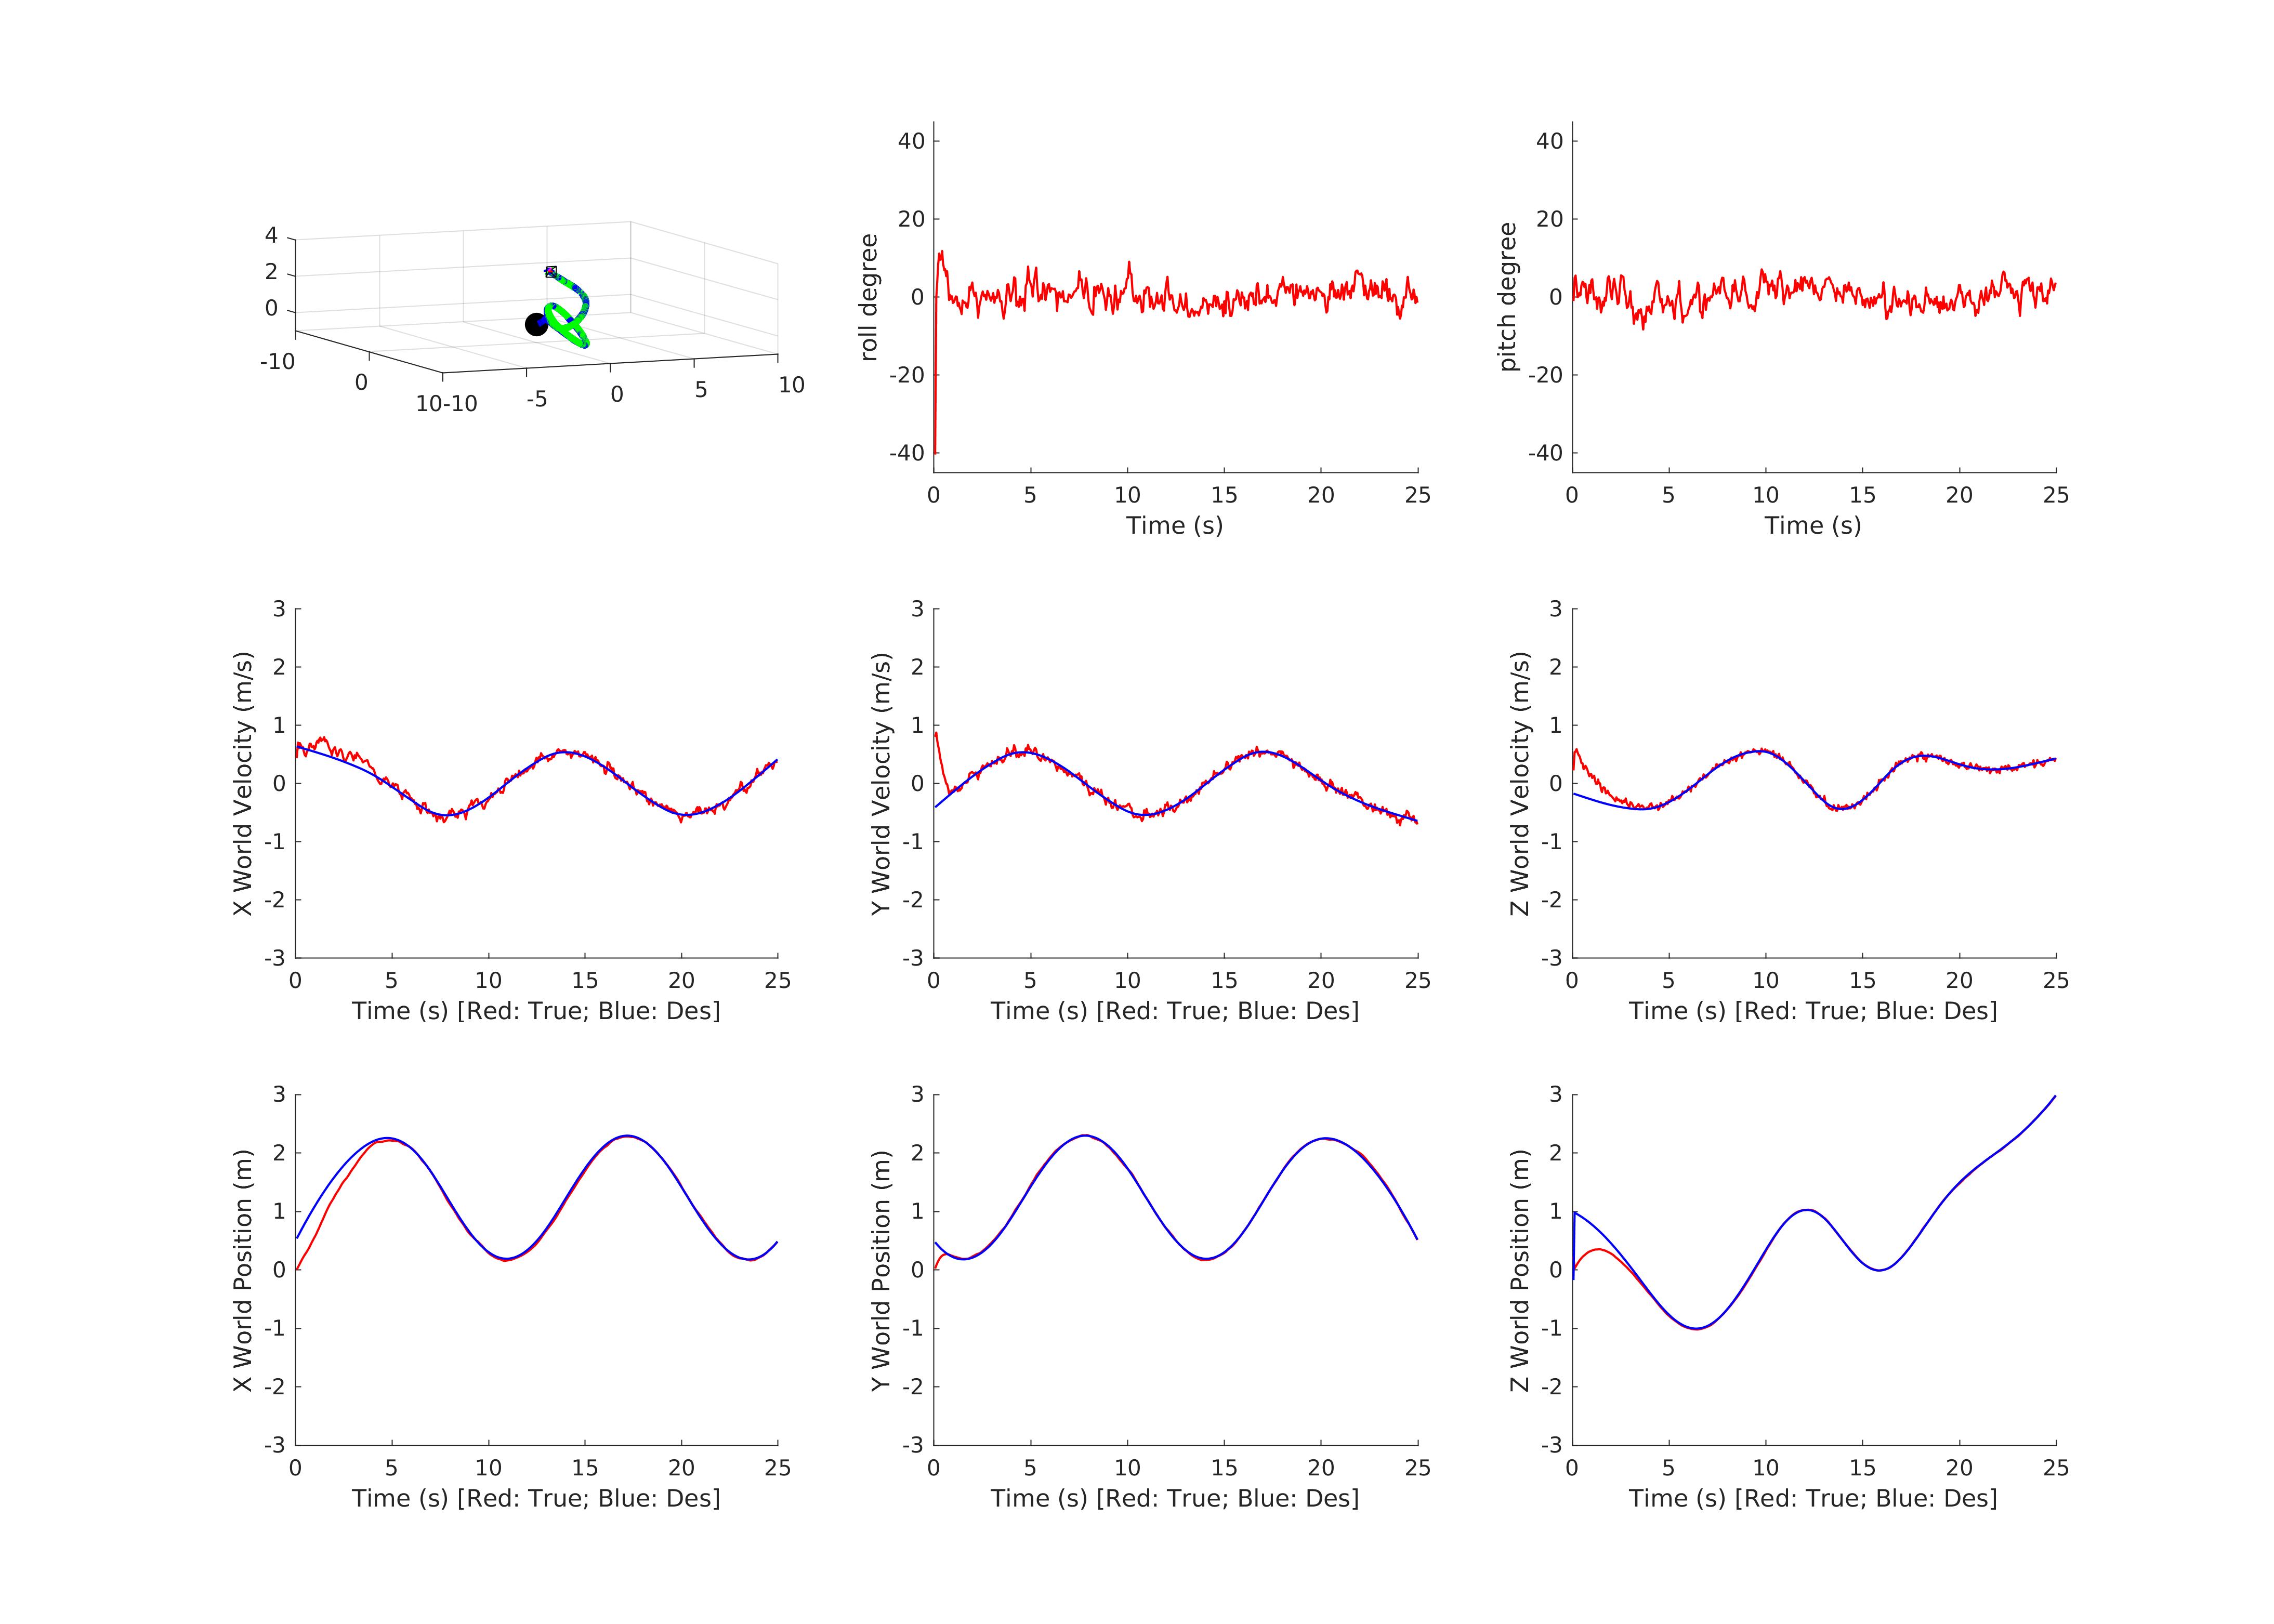 4
2
0
-10
0
10-10
-5
0
5
10
roll degree
40
20
0
-20
-40
0 5 10 15 20 25
Time (s)
pitch degree
40
20
0
-20
-40
0 5 10 15 20 25
Time (s)
X World Velocity (m/s)
3
2
1
0
-1
-2
-3
0 5 10 15 20 25
Time (s) [Red: True; Blue: Des]
Y World Velocity (m/s)
3
2
1
0
-1
-2
-3
0 5 10 15 20 25
Time (s) [Red: True; Blue: Des]
Z World Velocity (m/s)
3
2
1
0
-1
-2
-3
0 5 10 15 20 25
Time (s) [Red: True; Blue: Des]
X World Position (m)
3
2
1
0
-1
-2
-3
0 5 10 15 20 25
Time (s) [Red: True; Blue: Des]
Y World Position (m)
3
2
1
0
-1
-2
-3
0 5 10 15 20 25
Time (s) [Red: True; Blue: Des]
Z World Position (m)
3
2
1
0
-1
-2
-3
0 5 10 15 20 25
Time (s) [Red: True; Blue: Des]